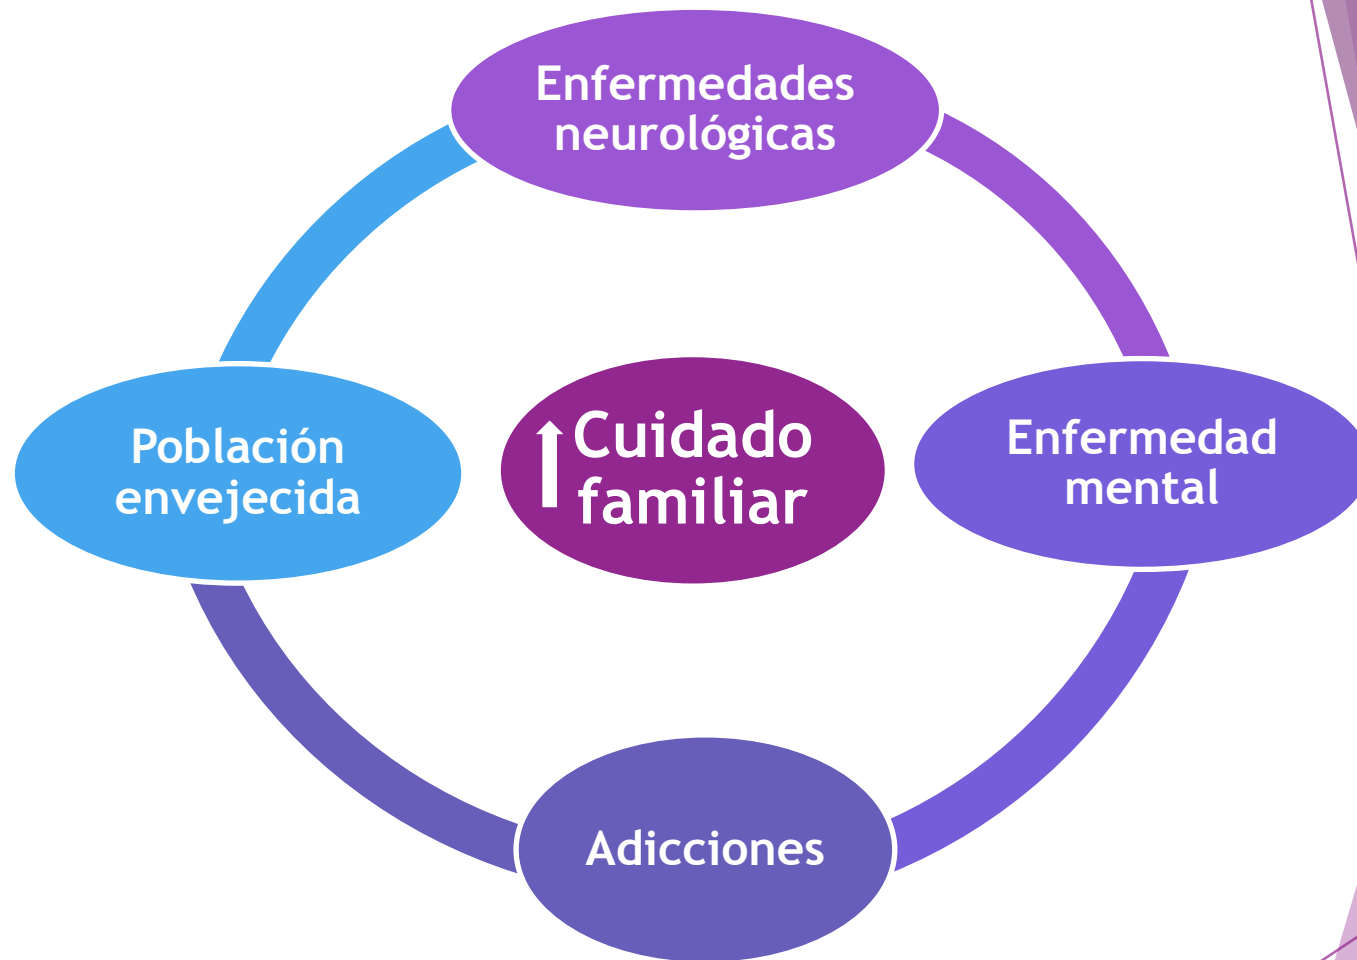 Enfermedades
neurológicas
Población
envejecida
Cuidado
familiar
Enfermedad
mental
Adicciones